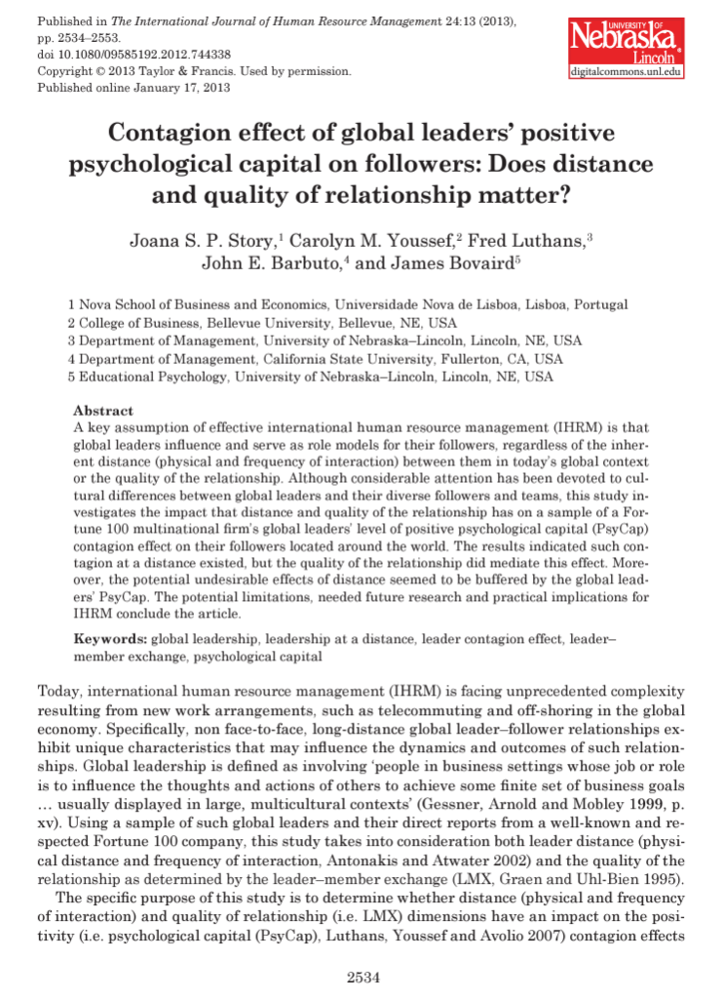 Published in The International Journal of Human Resource Management 24:13 (2013),
pp. 2534–2553.
doi 10.1080/09585192.2012.744338
Copyright © 2013 Taylor & Francis. Used by permission.
Published online January 17, 2013
UNIVERSITY OF
Nebraska
Lincoln
digitalcommons.unl.edu
Contagion effect of global leaders’ positive
psychological capital on followers: Does distance
and quality of relationship matter?
Joana S. P. Story,1 Carolyn M. Youssef,2 Fred Luthans,3
John E. Barbuto,4 and James Bovaird5
1 Nova School of Business and Economics, Universidade Nova de Lisboa, Lisboa, Portugal
2 College of Business, Bellevue University, Bellevue, NE, USA
3 Department of Management, University of Nebraska–Lincoln, Lincoln, NE, USA
4 Department of Management, California State University, Fullerton, CA, USA
5 Educational Psychology, University of Nebraska–Lincoln, Lincoln, NE, USA
Abstract
A key assumption of effective international human resource management (IHRM) is that
global leaders influence and serve as role models for their followers, regardless of the inher-
ent distance (physical and frequency of interaction) between them in today’s global context
or the quality of the relationship. Although considerable attention has been devoted to cul-
tural differences between global leaders and their diverse followers and teams, this study in-
vestigates the impact that distance and quality of the relationship has on a sample of a For-
tune 100 multinational firm’s global leaders’ level of positive psychological capital (PsyCap)
contagion effect on their followers located around the world. The results indicated such con-
tagion at a distance existed, but the quality of the relationship did mediate this effect. More-
over, the potential undesirable effects of distance seemed to be buffered by the global lead-
ers’ PsyCap. The potential limitations, needed future research and practical implications for
IHRM conclude the article.
Keywords: global leadership, leadership at a distance, leader contagion effect, leader–
member exchange, psychological capital
Today, international human resource management (IHRM) is facing unprecedented complexity
resulting from new work arrangements, such as telecommuting and off-shoring in the global
economy. Specifically, non face-to-face, long-distance global leader–follower relationships ex-
hibit unique characteristics that may influence the dynamics and outcomes of such relation-
ships. Global leadership is defined as involving ‘people in business settings whose job or role
is to influence the thoughts and actions of others to achieve some finite set of business goals
… usually displayed in large, multicultural contexts’ (Gessner, Arnold and Mobley 1999, p.
xv). Using a sample of such global leaders and their direct reports from a well-known and re-
spected Fortune 100 company, this study takes into consideration both leader distance (physi-
cal distance and frequency of interaction, Antonakis and Atwater 2002) and the quality of the
relationship as determined by the leader–member exchange (LMX, Graen and Uhl-Bien 1995).
The specific purpose of this study is to determine whether distance (physical and frequency
of interaction) and quality of relationship (i.e. LMX) dimensions have an impact on the posi-
tivity (i.e. psychological capital (PsyCap), Luthans, Youssef and Avolio 2007) contagion effects
2534